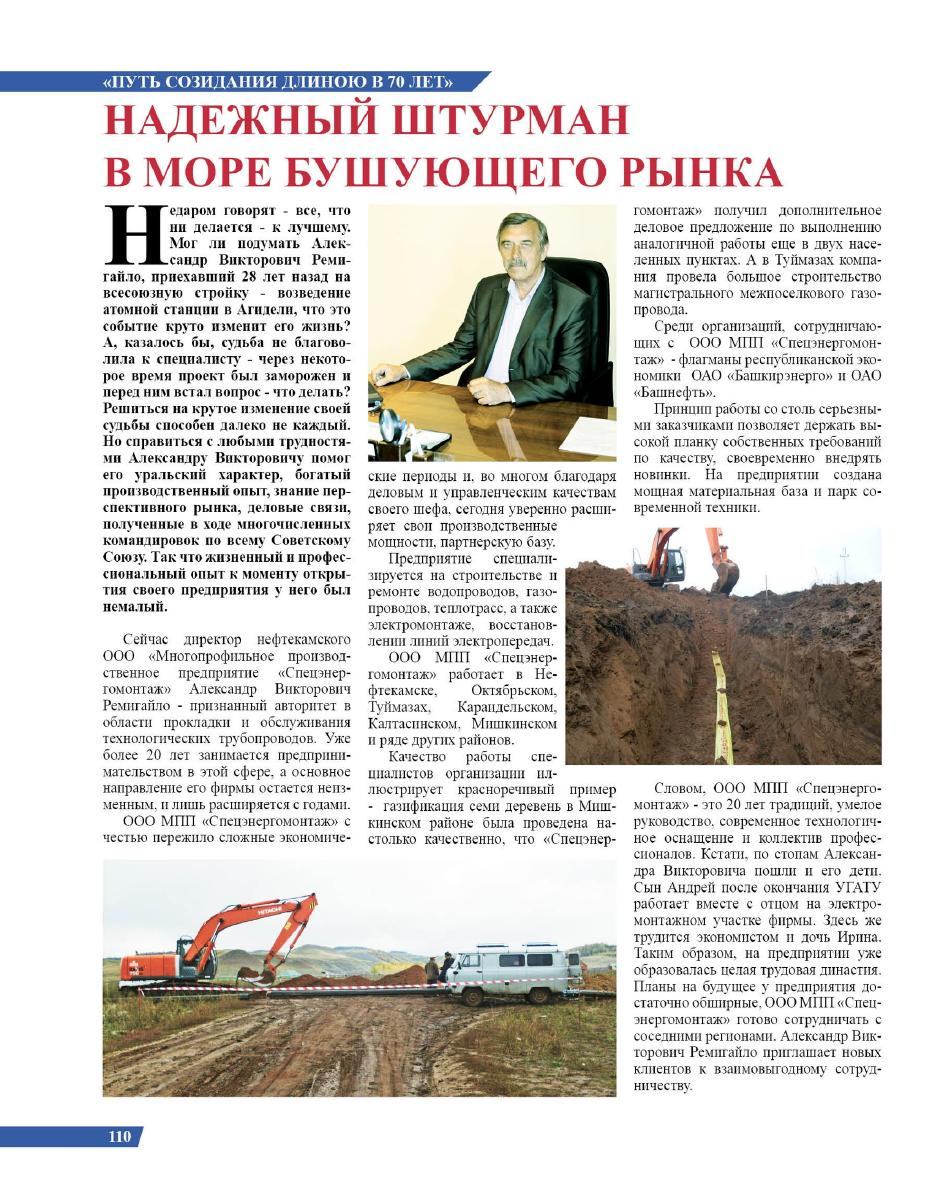 «ПУТЬ СОЗИДАНИЯ ДЛИНОЮ В 70 ЛЕТ»
НАДЕЖНЫЙ ШТУРМАН
В МОРЕ БУШУЮЩЕГО РЫНКА
Недаром говорят - все, что
ни делается - к лучшему.
Мог ли подумать Алек-
сандр Викторович Реми-
гайло, приехавший 28 лет назад на
всесоюзную стройку - возведение
атомной станции в Агидели, что это
событие круто изменит его жизнь?
А, казалось бы, судьба не благово-
лила к специалисту - через некото-
рое время проект был заморожен и
перед ним встал вопрос - что делать?
Решиться на крутое изменение своей
судьбы способен далеко не каждый.
Но справиться с любыми трудностя-
ми Александру Викторовичу помог
его уральский характер, богатый
производственный опыт, знание пер-
спективного рынка, деловые связи,
полученные в ходе многочисленных
командировок по всему Советскому
Союзу. Так что жизненный и профес-
сиональный опыт к моменту откры-
тия своего предприятия у него был
немалый.
Сейчас директор нефтекамского
ООО «Многопрофильное производ-
ственное предприятие «Спецэнер-
гомонтаж» Александр Викторович
Ремигайло - признанный авторитет в
области прокладки и обслуживания
технологических трубопроводов. Уже
более 20 лет занимается предприни-
мательством в этой сфере, а основное
направление его фирмы остается неиз-
менным, и лишь расширяется с годами.
ООО МПП «Спецэнергомонтаж» с
честью пережило сложные экономиче-
ские периоды и, во многом благодаря
деловым и управленческим качествам
своего шефа, сегодня уверенно расши-
ряет свои производственные
мощности, партнерскую базу.
Предприятие специали-
зируется на строительстве и
ремонте водопроводов, газо-
проводов, теплотрасс, а также
электромонтаже, восстанов-
лении линий электропередач.
ООО МПП «Спецэнер-
гомонтаж» работает в Не-
фтекамске, Октябрьском,
Туймазах, Караидельском,
Калтасинском, Мишкинском
и ряде других районов.
Качество работы спе-
циалистов организации ил-
люстрирует красноречивый пример
- газификация семи деревень в Миш-
кинском районе была проведена на-
столько качественно, что «Спецэнер-
гомонтаж» получил дополнительное
деловое предложение по выполнению
аналогичной работы еще в двух насе-
ленных пунктах. А в Туймазах компа-
ния провела большое строительство
магистрального межпоселкового газо-
провода.
Среди организаций, сотрудничаю-
щих с ООО МПП «Спецэнергомон-
таж» - флагманы республиканской эко-
номики ОАО «Башкирэнерго» и ОАО
«Башнефть».
Принцип работы со столь серьезны-
ми заказчиками позволяет держать вы-
сокой планку собственных требований
по качеству, своевременно внедрять
новинки. На предприятии создана
мощная материальная база и парк со-
временной техники.
Словом, ООО МПП «Спецэнерго-
монтаж» - это 20 лет традиций, умелое
руководство, современное технологич-
ное оснащение и коллектив профес-
сионалов. Кстати, по стопам Алексан-
дра Викторовича пошли и его дети.
Сын Андрей после окончания УГАТУ
работает вместе с отцом на электро-
монтажном участке фирмы. Здесь же
трудится экономистом и дочь Ирина.
Таким образом, на предприятии уже
образовалась целая трудовая династия.
Планы на будущее у предприятия до-
статочно обширные, ООО МПП «Спец-
энергомонтаж» готово сотрудничать с
соседними регионами. Александр Вик-
торович Ремигайло приглашает новых
клиентов к взаимовыгодному сотруд-
ничеству.
HITACHI
110